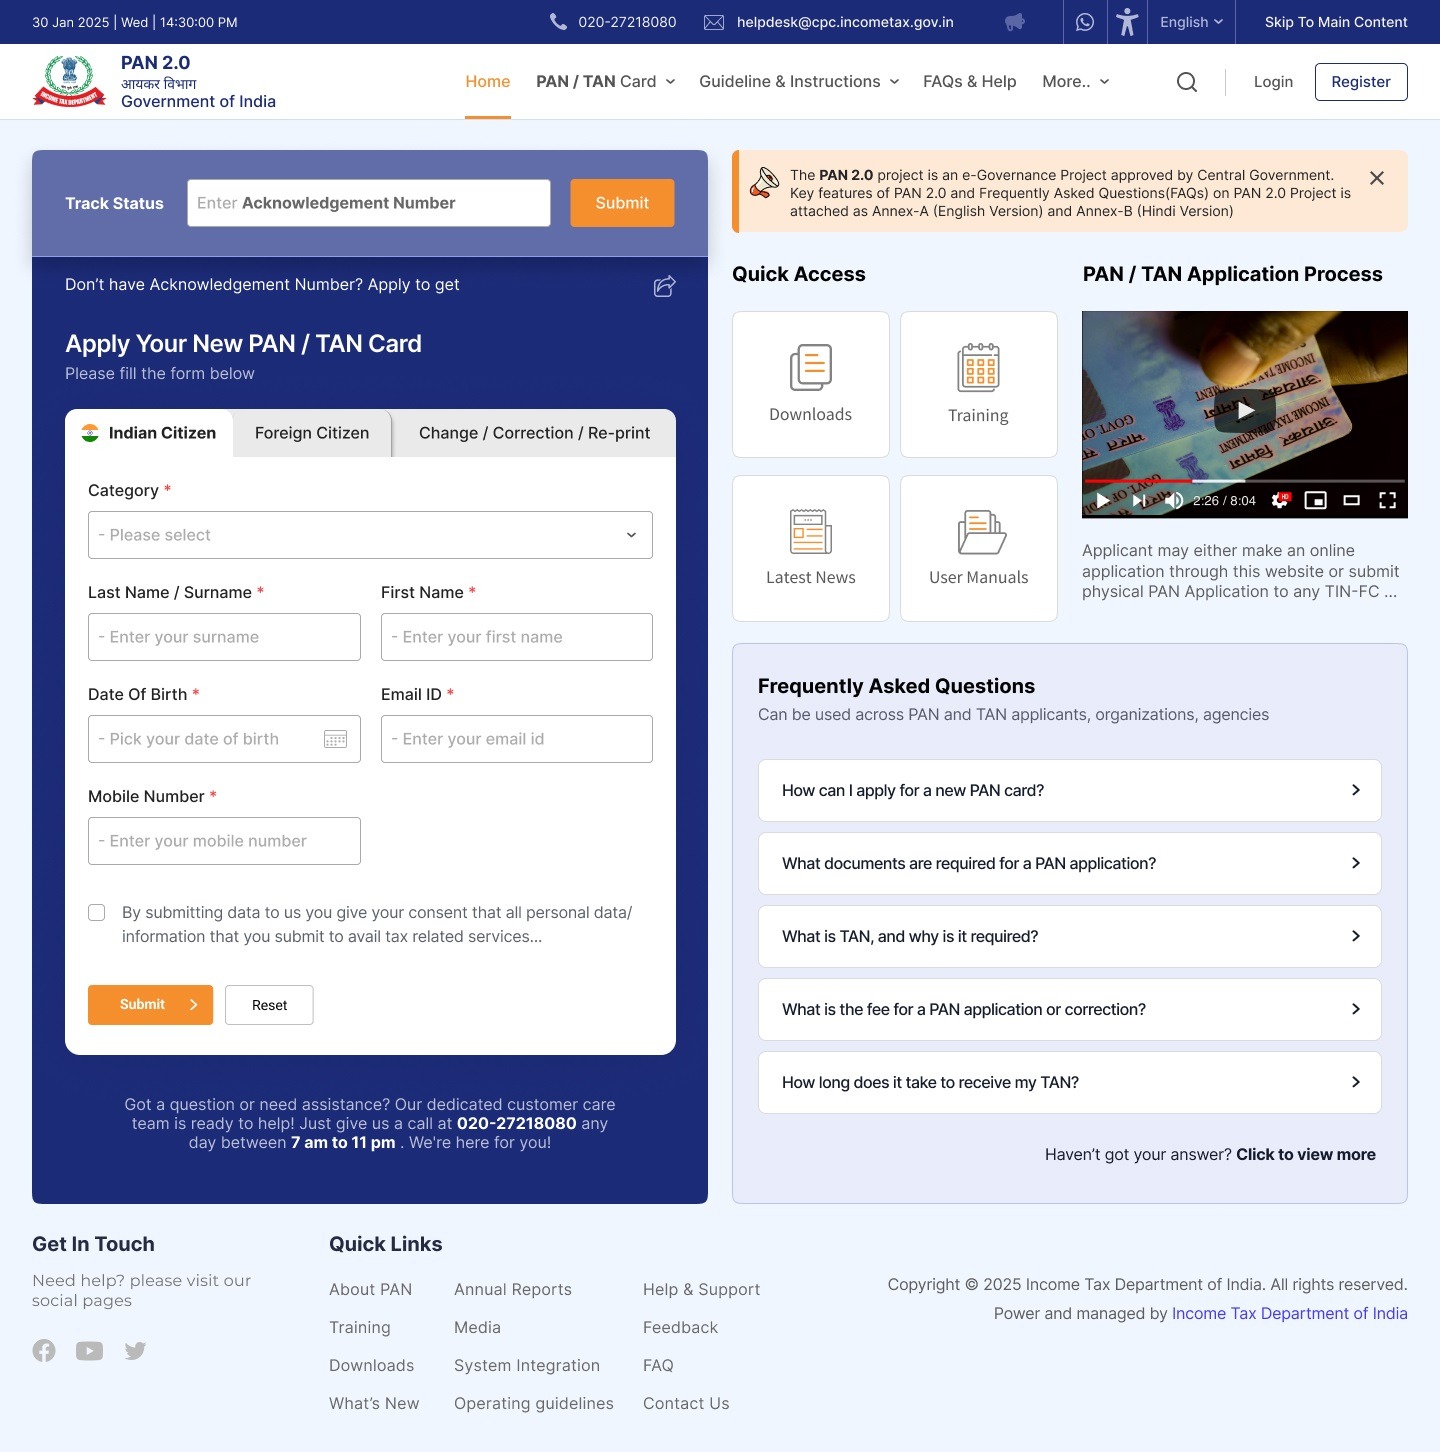 30 Jan 2025 | Wed | 14:30:00 PM
020-27218080
helpdesk@cpc.incometax.gov.in
English
Skip To Main Content
INCOME TAX DEPARTMENT
PAN 2.0
आयकर विभाग
Government of India
Home
PAN / TAN Card
Guideline & Instructions
FAQs & Help
More..
Login
Register
Track Status
Enter Acknowledgement Number
Submit
Don't have Acknowledgement Number? Apply to get
Apply Your New PAN / TAN Card
Please fill the form below
Indian Citizen
Foreign Citizen
Change / Correction / Re-print
Category *
- Please select
Last Name / Surname *
First Name *
- Enter your surname
- Enter your first name
Date Of Birth *
Email ID *
- Pick your date of birth
- Enter your email id
Mobile Number *
- Enter your mobile number
By submitting data to us you give your consent that all personal data/
information that you submit to avail tax related services...
Submit
Reset
Got a question or need assistance? Our dedicated customer care
team is ready to help! Just give us a call at 020-27218080 any
day between 7 am to 11 pm . We're here for you!
The PAN 2.0 project is an e-Governance Project approved by Central Government.
Key features of PAN 2.0 and Frequently Asked Questions(FAQs) on PAN 2.0 Project is
attached as Annex-A (English Version) and Annex-B (Hindi Version)
Quick Access
Downloads
Training
Latest News
User Manuals
PAN / TAN Application Process
INCOME TAX DEPARTMENT
आयकर विभाग
भारत
GOVT. OF
2:26 / 8:04
HD
Applicant may either make an online
application through this website or submit
physical PAN Application to any TIN-FC ...
Frequently Asked Questions
Can be used across PAN and TAN applicants, organizations, agencies
How can I apply for a new PAN card?
What documents are required for a PAN application?
What is TAN, and why is it required?
What is the fee for a PAN application or correction?
How long does it take to receive my TAN?
Haven't got your answer? Click to view more
Get In Touch
Need help? please visit our
social pages
Quick Links
About PAN
Annual Reports
Help & Support
Training
Media
Feedback
Downloads
System Integration
FAQ
What's New
Operating guidelines
Contact Us
Copyright © 2025 Income Tax Department of India. All rights reserved.
Power and managed by Income Tax Department of India